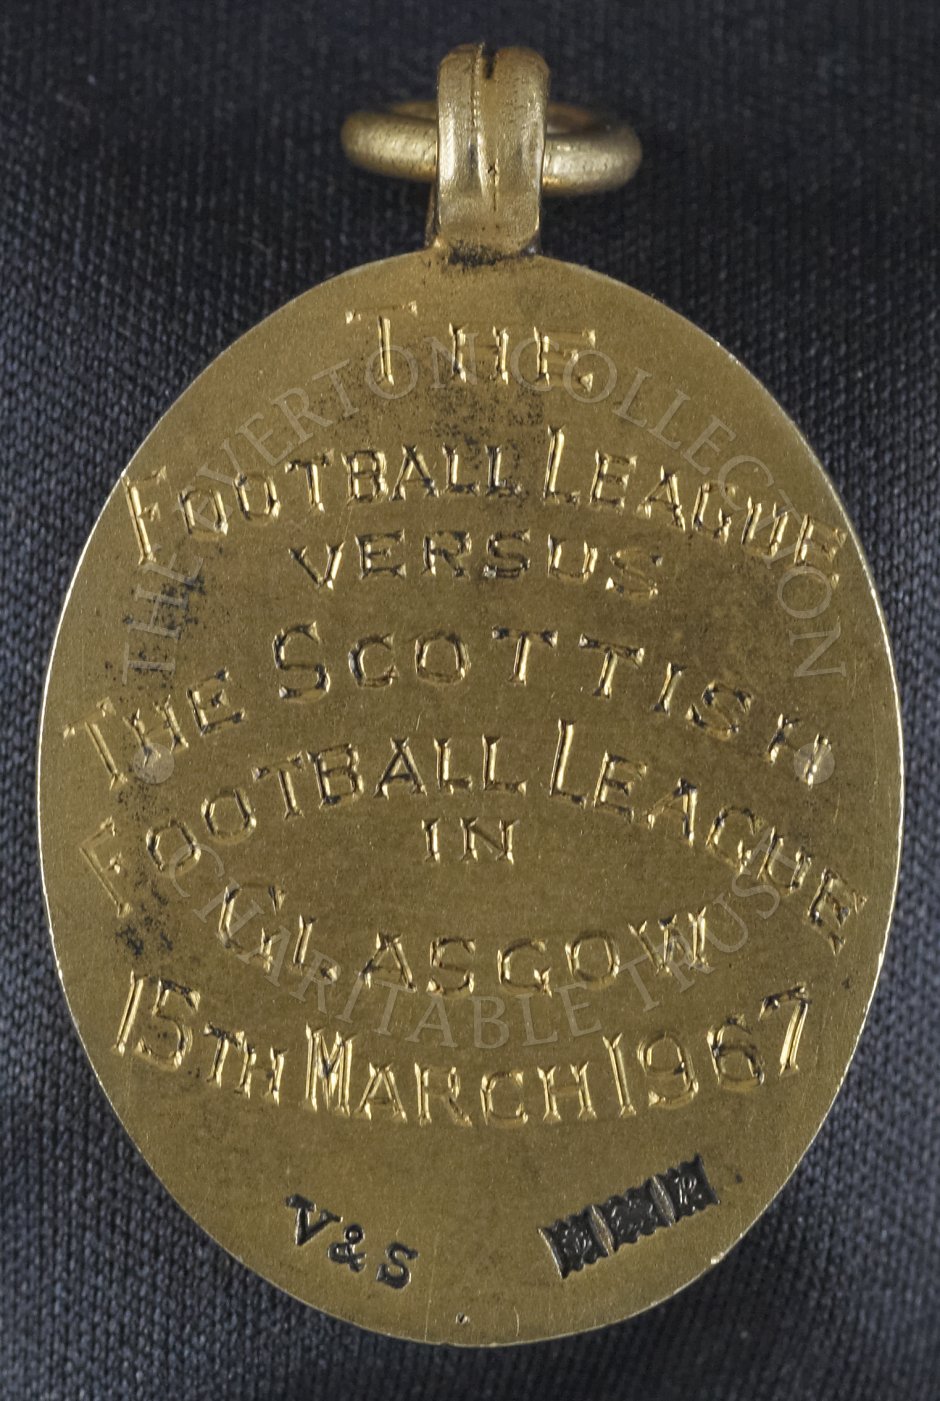 THE
FOOTBALL LEAGUE
VERSUS
THE SCOTTISH
FOOTBALL LEAGUE
IN
GLASGOW
15TH MARCH 1967
V&S
THE EVERTON COLLECTION
CHARITABLE TRUST